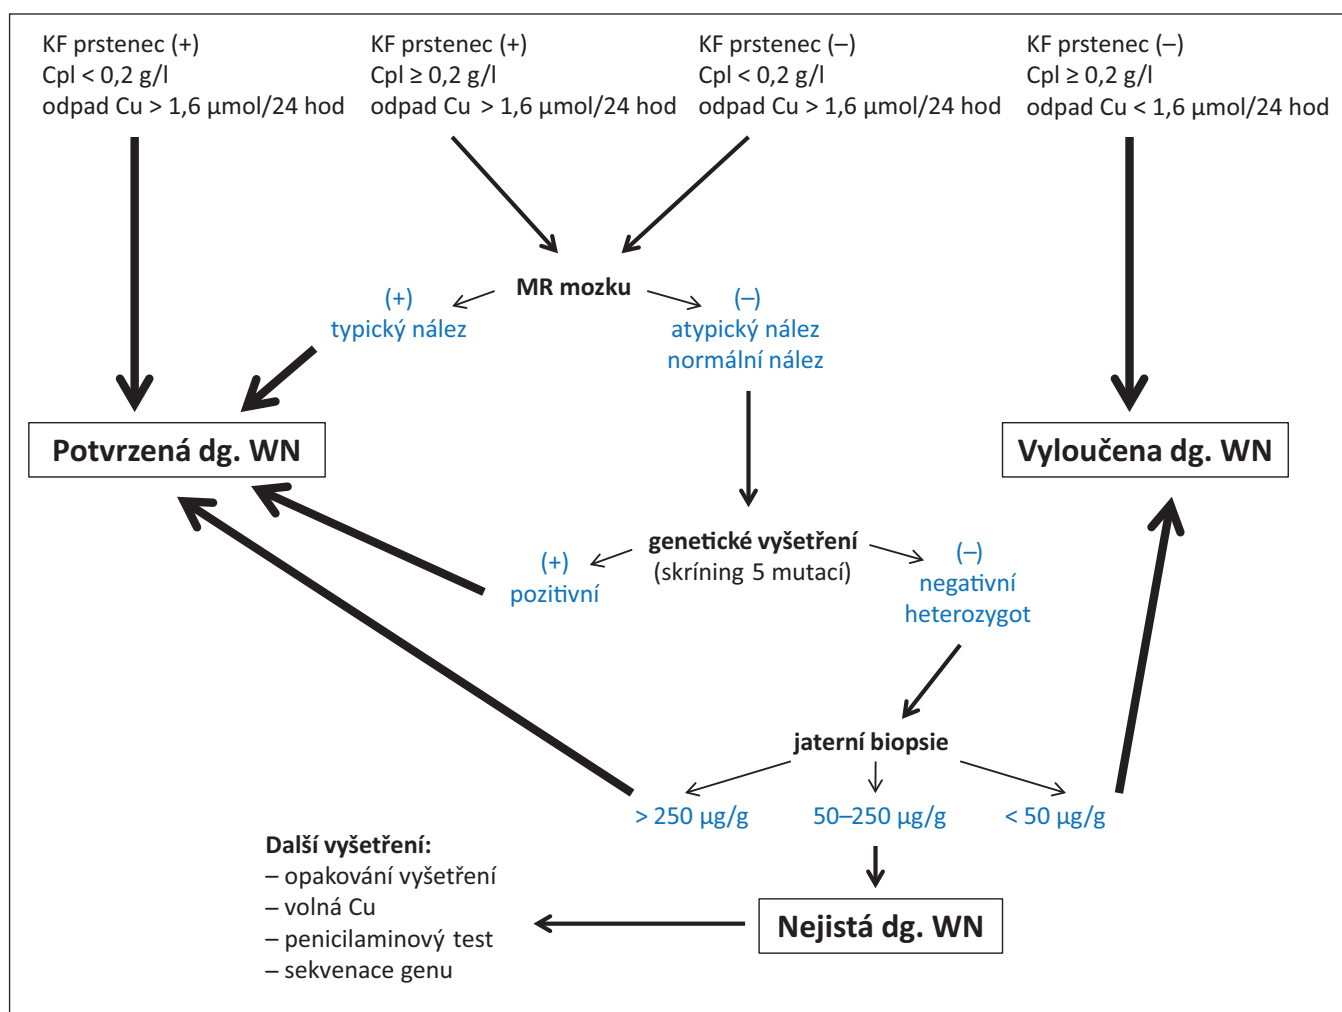 KF prstenec (+)
Cpl < 0,2 g/l
odpad Cu > 1,6 µmol/24 hod
KF prstenec (+)
Cpl ≥ 0,2 g/l
odpad Cu > 1,6 µmol/24 hod
KF prstenec (–)
Cpl < 0,2 g/l
odpad Cu > 1,6 µmol/24 hod
KF prstenec (–)
Cpl ≥ 0,2 g/l
odpad Cu < 1,6 µmol/24 hod
MR mozku
(+)
typický nález
(–)
atypický nález
normální nález
Potvrzená dg. WN
Vyloučena dg. WN
genetické vyšetření
(skríning 5 mutací)
(+)
pozitivní
(–)
negativní
heterozygot
jaterní biopsie
> 250 µg/g
50–250 µg/g
< 50 µg/g
Nejistá dg. WN
Další vyšetření:
– opakování vyšetření
– volná Cu
– penicilaminový test
– sekvenace genu